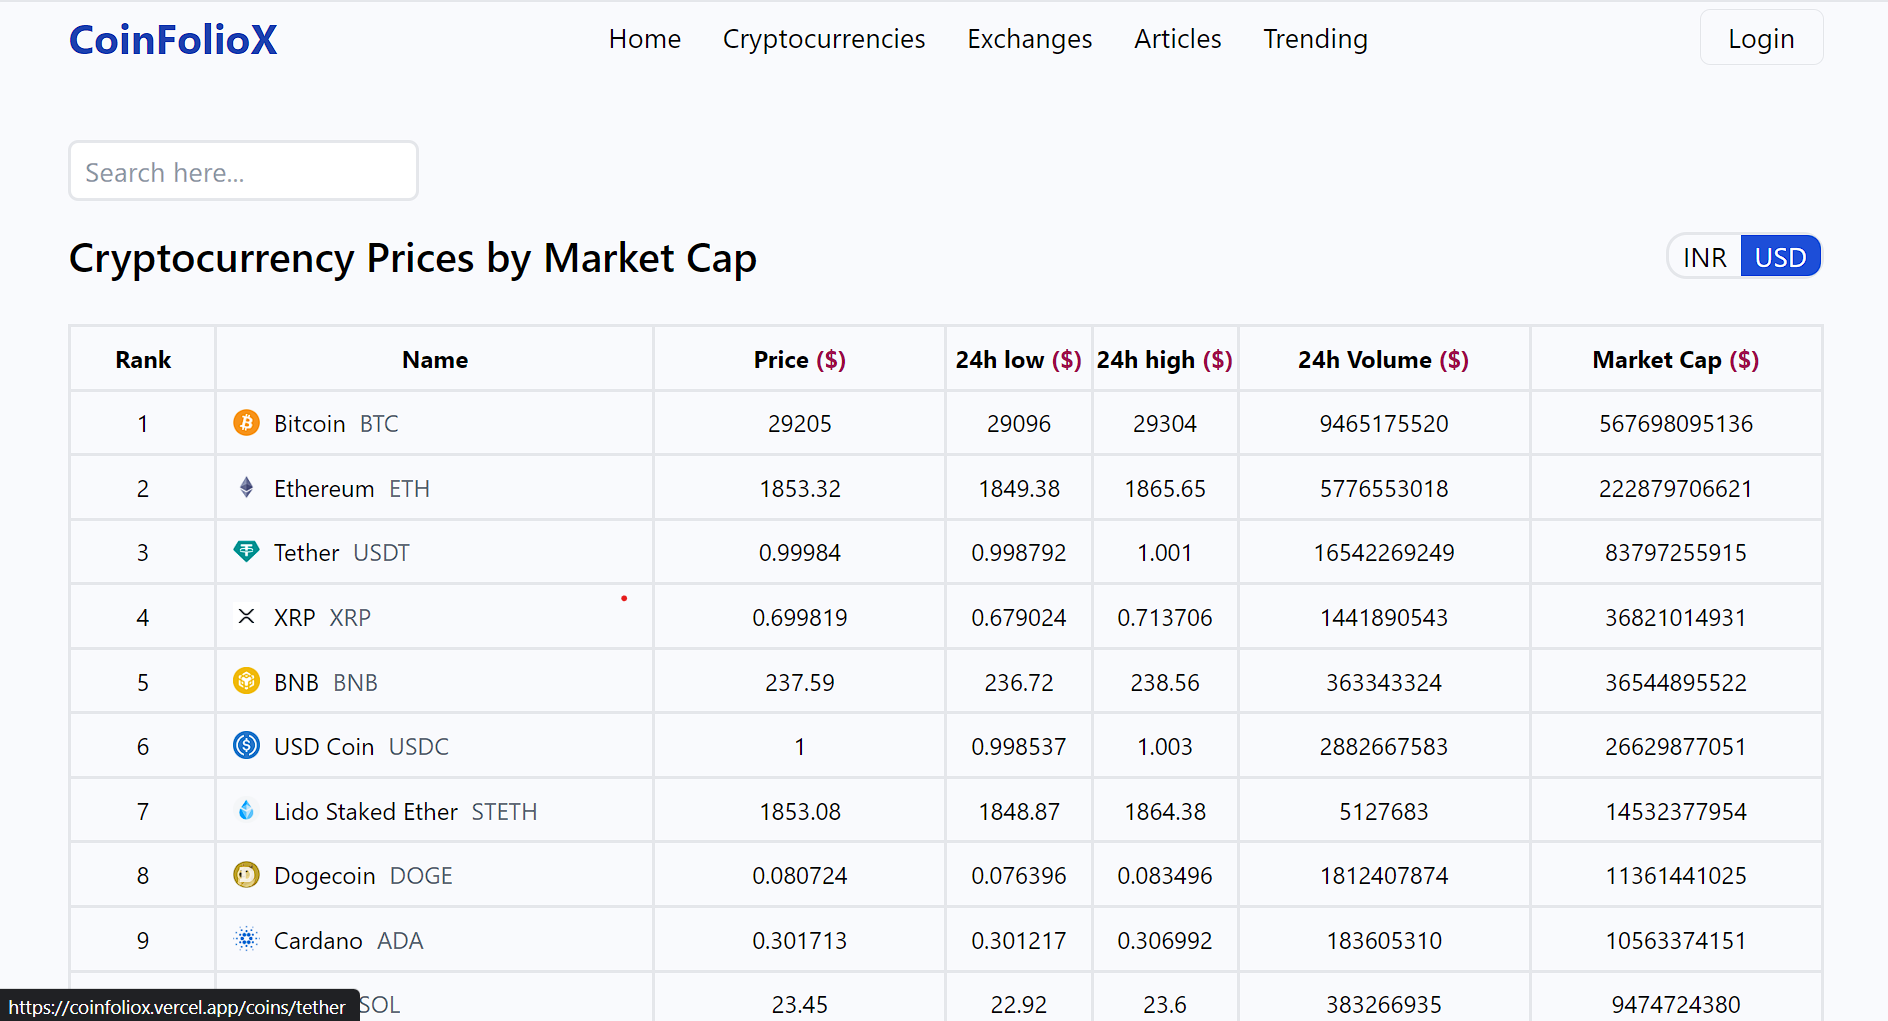 CoinFolioX Home Cryptocurrencies Exchanges Articles Trending Login
Search here...
Cryptocurrency Prices by Market Cap INR USD
Rank Name Price ($) 24h low ($) 24h high ($) 24h Volume ($) Market Cap ($)
1 Bitcoin BTC 29205 29096 29304 9465175520 567698095136
2 Ethereum ETH 1853.32 1849.38 1865.65 5776553018 222879706621
3 Tether USDT 0.99984 0.998792 1.001 16542269249 83797255915
4 XRP XRP 0.699819 0.679024 0.713706 1441890543 36821014931
5 BNB BNB 237.59 236.72 238.56 363343324 36544895522
6 USD Coin USDC 1 0.998537 1.003 2882667583 26629877051
7 Lido Staked Ether STETH 1853.08 1848.87 1864.38 5127683 14532377954
8 Dogecoin DOGE 0.080724 0.076396 0.083496 1812407874 11361441025
9 Cardano ADA 0.301713 0.301217 0.306992 183605310 10563374151
SOL 23.45 22.92 23.6 383266935 9474724380
https://coinfoliox.vercel.app/coins/tether